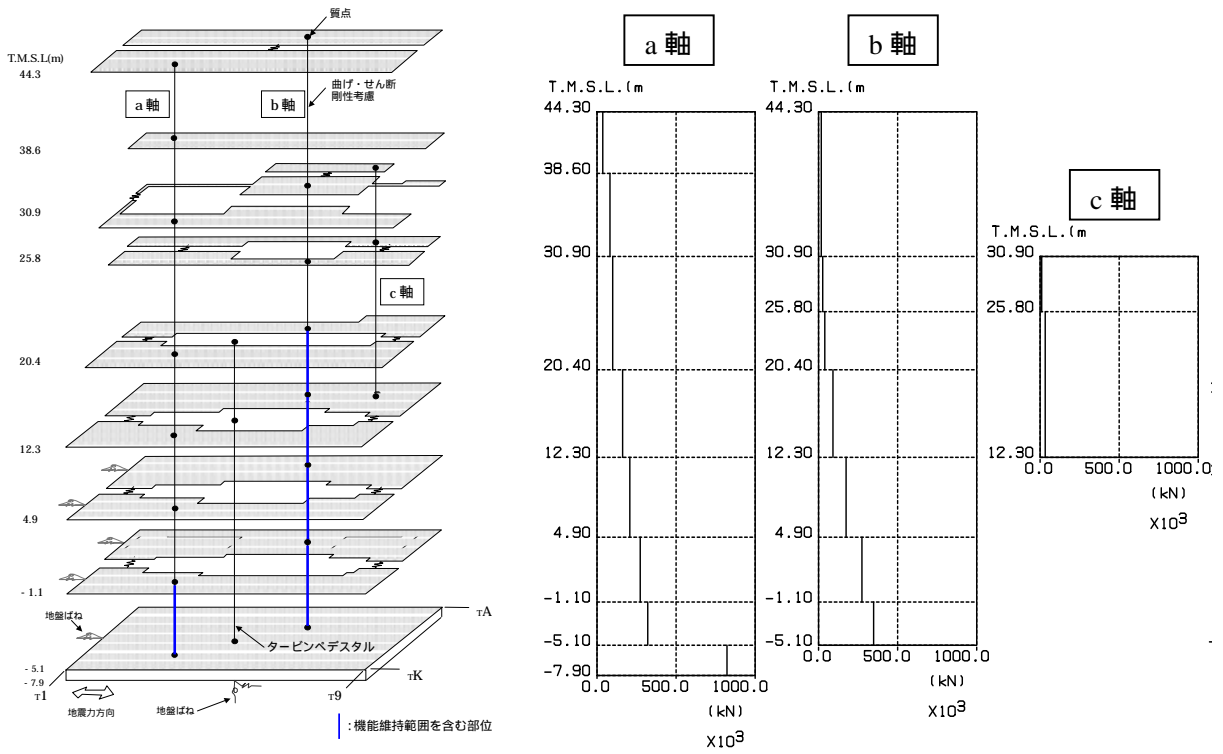 質点
T.M.S.L(m)
44.3
a 軸
b 軸
曲げ・せん断
剛性考慮
38.6
30.9
25.8
c 軸
20.4
12.3
4.9
- 1.1
地盤ばね
TA
タービンペデスタル
- 5.1
- 7.9
TK
T1
T9
地震力方向
地盤ばね
:機能維持範囲を含む部位
a 軸
T.M.S.L.(m
44.30
38.60
30.90
20.40
12.30
4.90
-1.10
-5.10
-7.90
0.0 500.0 1000.0
(kN)
X10³
b 軸
T.M.S.L.(m
44.30
30.90
25.80
20.40
12.30
4.90
-1.10
-5.10
0.0 500.0 1000.0
(kN)
X10³
c 軸
T.M.S.L.(m
30.90
25.80
12.30
0.0 500.0 1000.0
(kN)
X10³